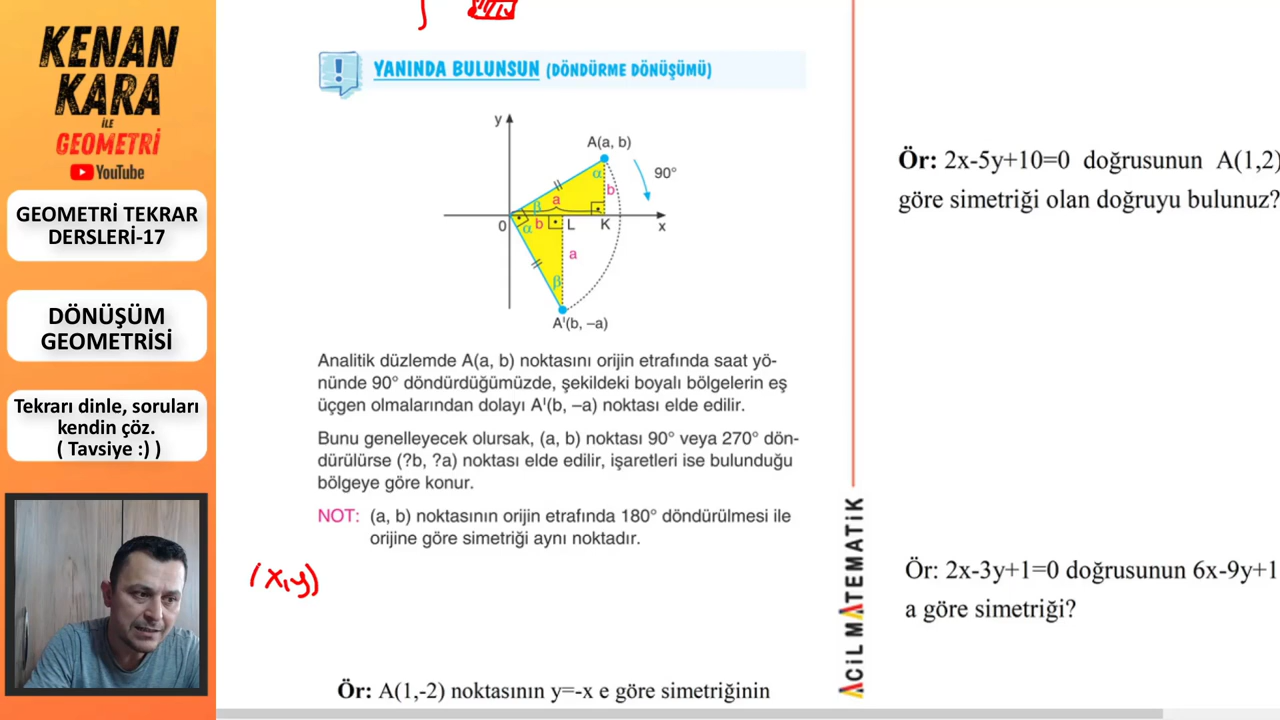 KENAN
KARA
İLE
GEOMETRİ
YouTube
GEOMETRİ TEKRAR
DERSLERİ-17
DÖNÜŞÜM
GEOMETRİSİ
Tekrarı dinle, soruları
kendin çöz.
( Tavsiye :) )
! YANINDA BULUNSUN (DÖNDÜRME DÖNÜŞÜMÜ)
y
A(a, b)
90°
α
b
a
β
0
α
b
L
K
x
a
β
A'(b, –a)
Analitik düzlemde A(a, b) noktasını orijin etrafında saat yö-
nünde 90° döndürdüğümüzde, şekildeki boyalı bölgelerin eş
üçgen olmalarından dolayı A'(b, –a) noktası elde edilir.
Bunu genelleyecek olursak, (a, b) noktası 90° veya 270° dön-
dürülürse (?b, ?a) noktası elde edilir, işaretleri ise bulunduğu
bölgeye göre konur.
NOT: (a, b) noktasının orijin etrafında 180° döndürülmesi ile
orijine göre simetriği aynı noktadır.
(x,y)
Ör: A(1,-2) noktasının y=-x e göre simetriğinin
ACİL MATEMATİK
Ör: 2x-5y+10=0 doğrusunun A(1,2)
göre simetriği olan doğruyu bulunuz?
Ör: 2x-3y+1=0 doğrusunun 6x-9y+1
a göre simetriği?